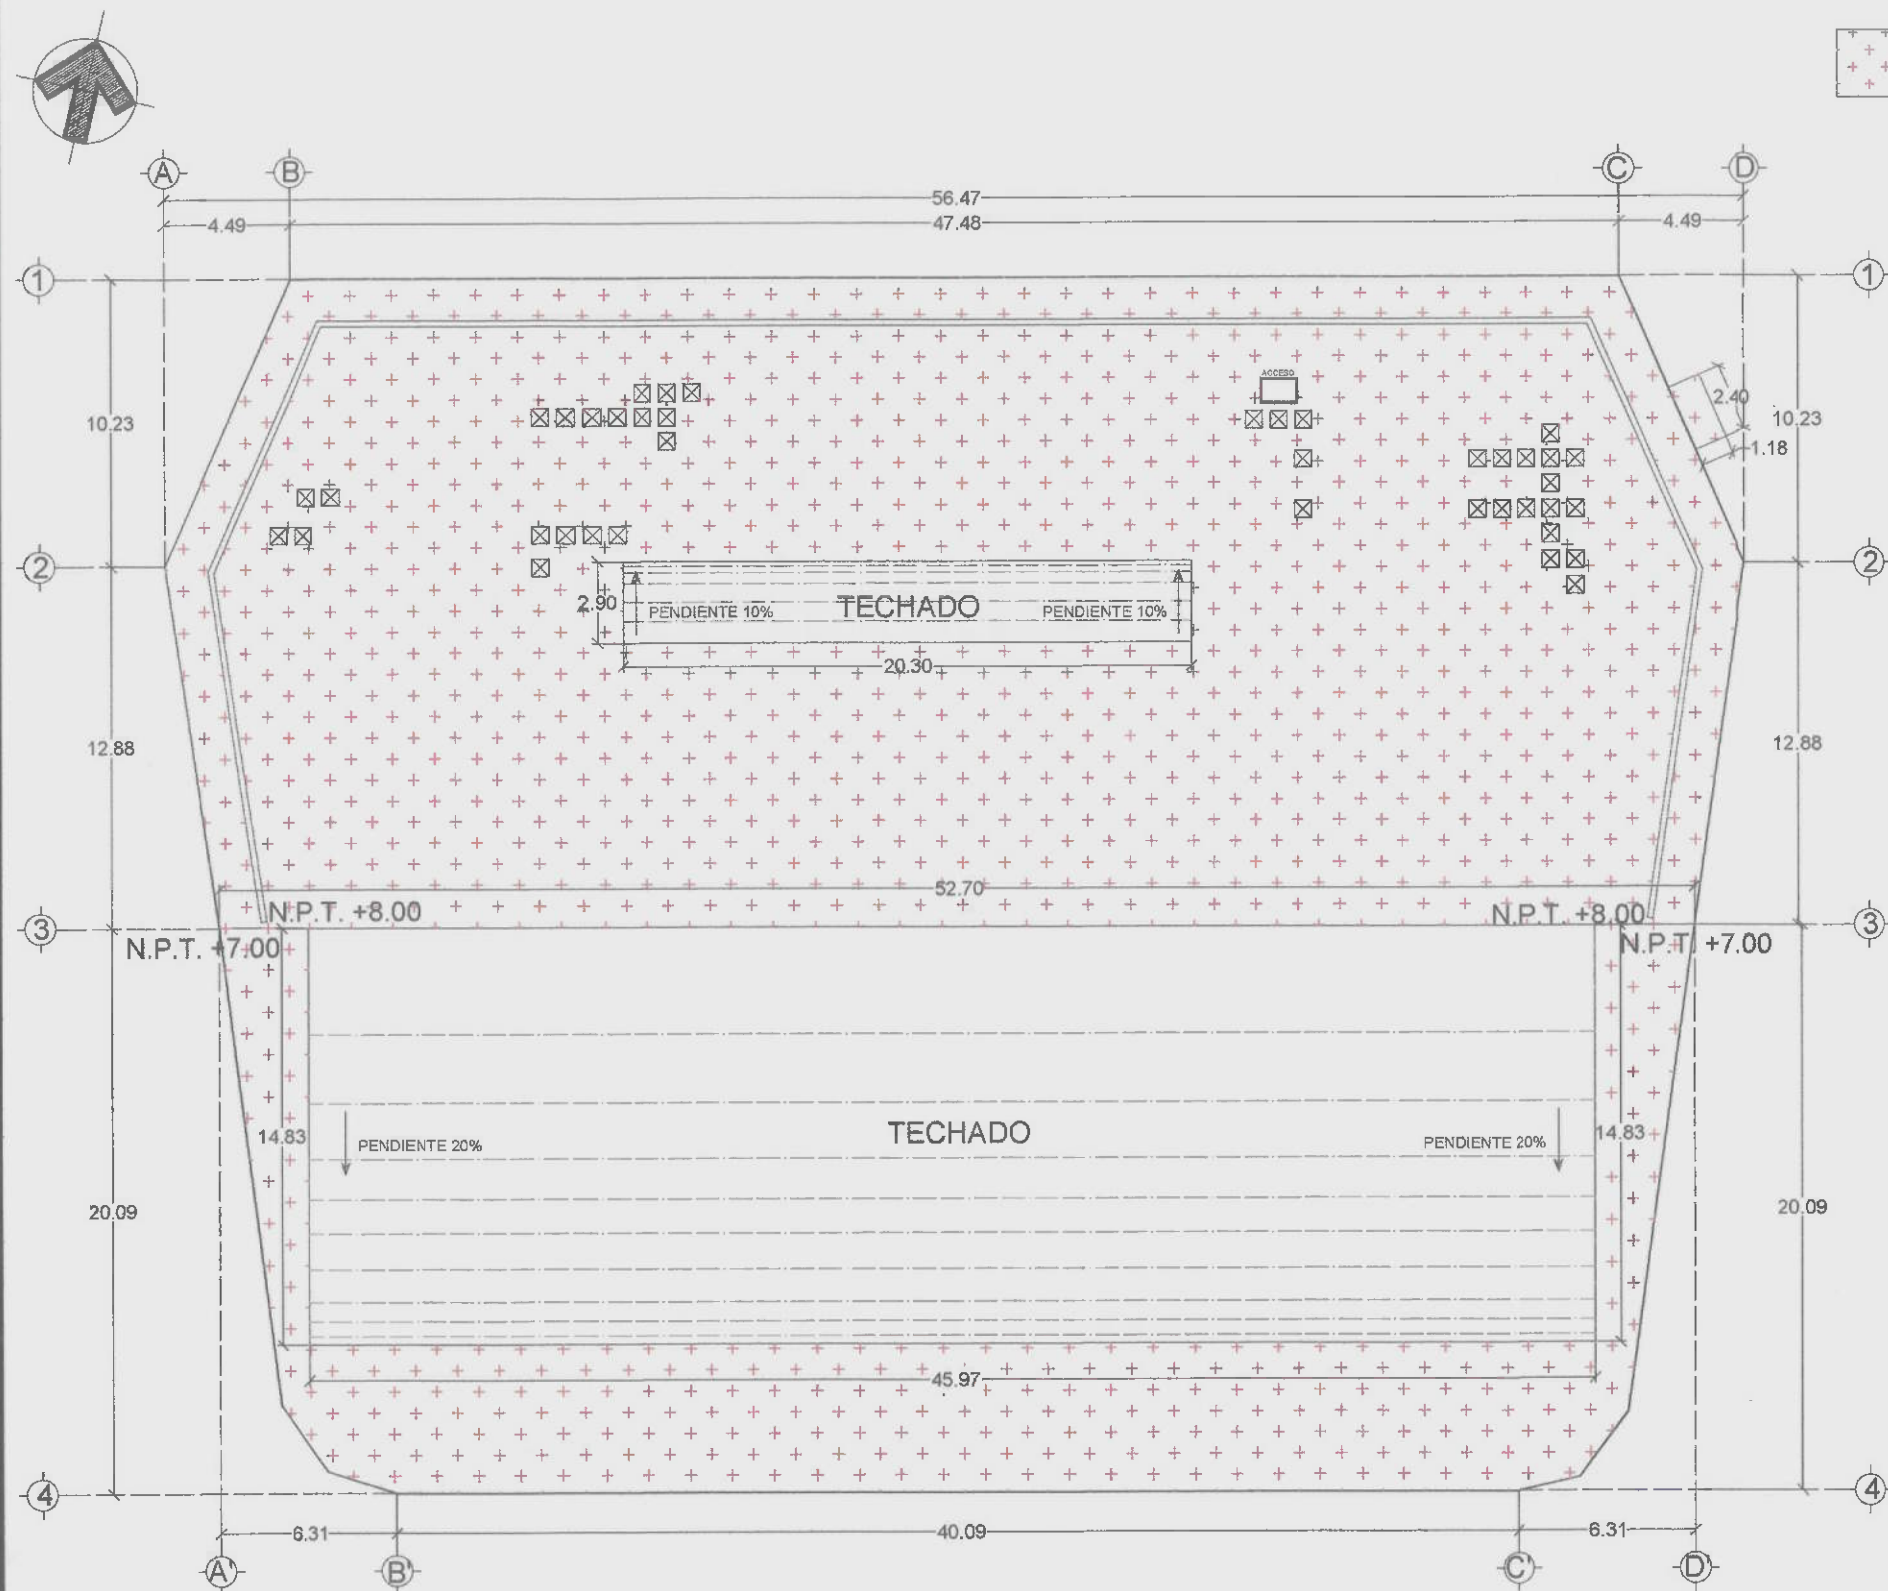 A B C D
56.47
4.49 47.48 4.49
1 1
ACCESO
2.40
10.23 10.23
1.18
2 2
2.90 PENDIENTE 10% TECHADO PENDIENTE 10%
20.30
12.88 12.88
52.70
N.P.T. +8.00 N.P.T. +8.00
3 3
N.P.T. +7.00 N.P.T. +7.00
14.83 PENDIENTE 20% TECHADO PENDIENTE 20% 14.83
20.09 20.09
45.97
4 4
6.31 40.09 6.31
A' B' C' D'